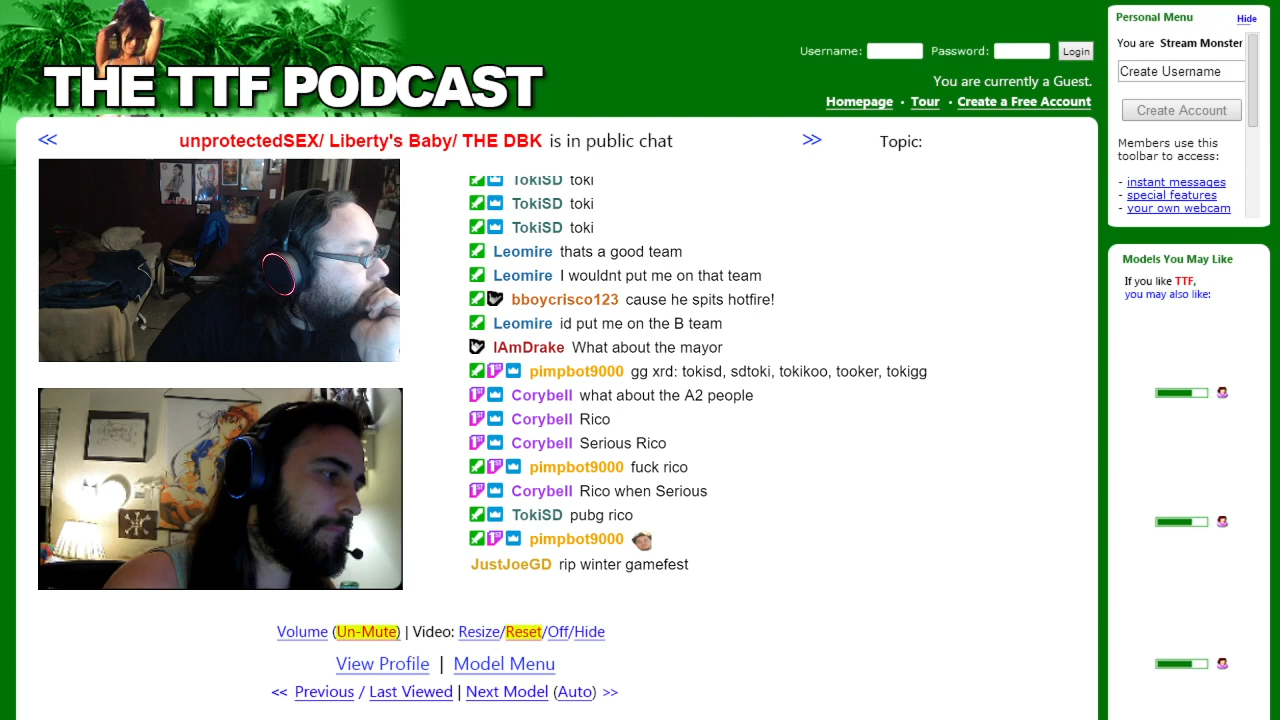 THE TTF PODCAST
Username: Password: Login
You are currently a Guest.
Homepage • Tour • Create a Free Account
<< unprotectedSEX/ Liberty's Baby/ THE DBK is in public chat >> Topic:
TokiSD toki
TokiSD toki
TokiSD toki
Leomire thats a good team
Leomire I wouldnt put me on that team
bboycrisco123 cause he spits hotfire!
Leomire id put me on the B team
IAmDrake What about the mayor
1ST pimpbot9000 gg xrd: tokisd, sdtoki, tokikoo, tooker, tokigg
1ST Corybell what about the A2 people
1ST Corybell Rico
1ST Corybell Serious Rico
1ST pimpbot9000 fuck rico
1ST Corybell Rico when Serious
TokiSD pubg rico
1ST pimpbot9000
JustJoeGD rip winter gamefest
Volume (Un-Mute) | Video: Resize/Reset/Off/Hide
View Profile | Model Menu
<< Previous / Last Viewed | Next Model (Auto) >>
Personal Menu Hide
You are Stream Monster
Create Username
Create Account
Members use this
toolbar to access:
- instant messages
- special features
- your own webcam
Models You May Like
If you like TTF,
you may also like: